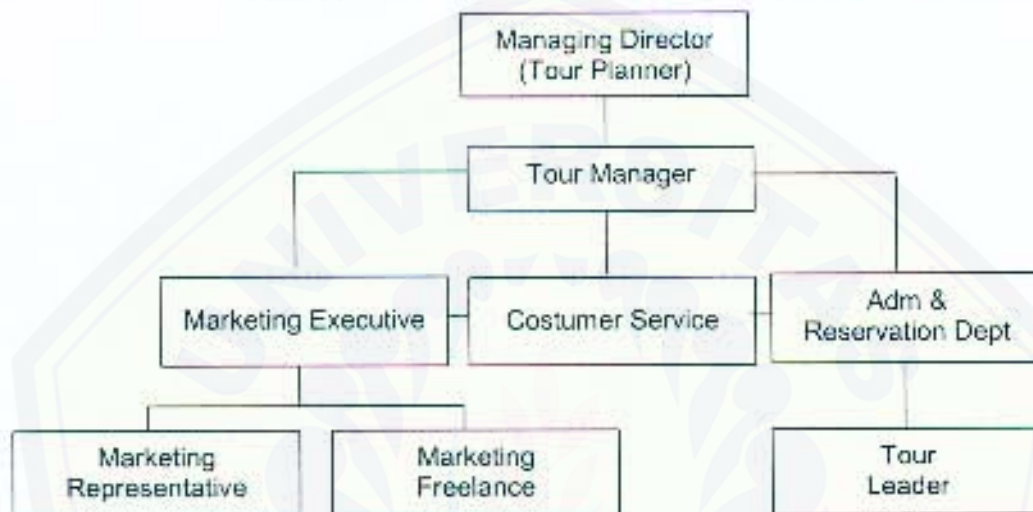 Managing Director
(Tour Planner)
Tour Manager
Marketing Executive
Costumer Service
Adm &
Reservation Dept
Marketing
Representative
Marketing
Freelance
Tour
Leader
UNIVERSITAS